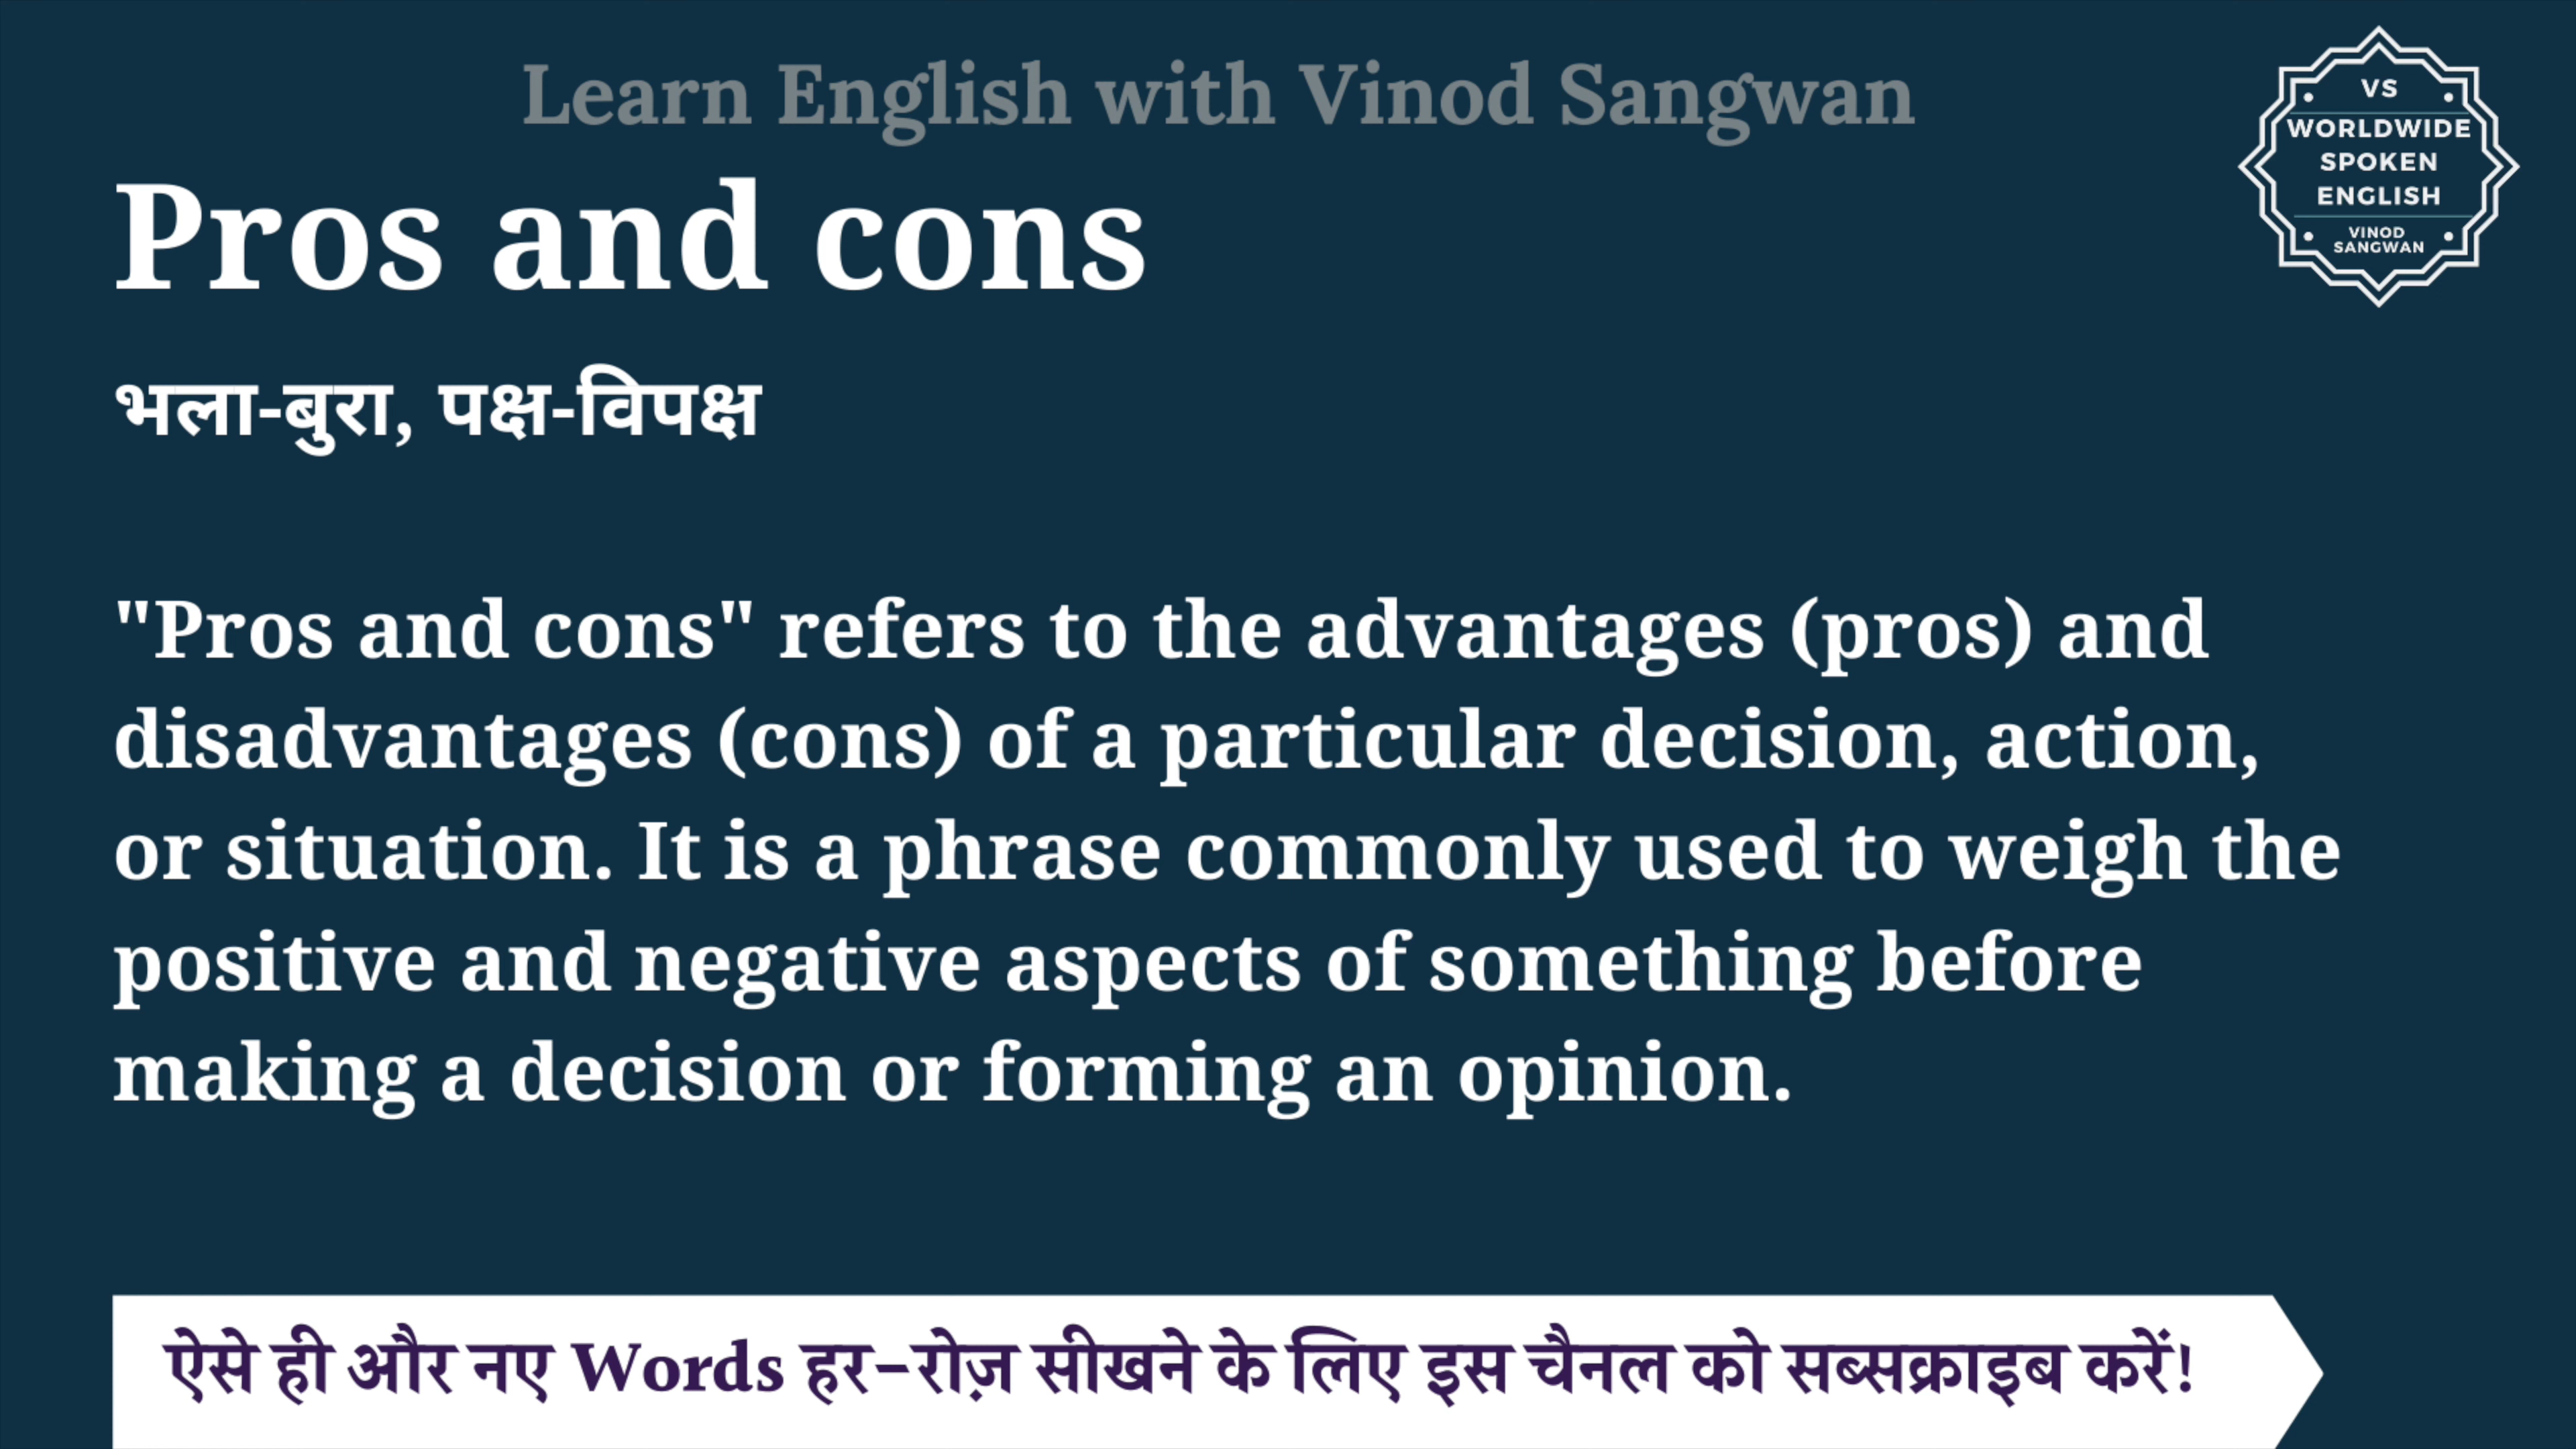 Learn English with Vinod Sangwan
VS
WORLDWIDE
SPOKEN
ENGLISH
VINOD
SANGWAN
Pros and cons
भला-बुरा, पक्ष-विपक्ष
"Pros and cons" refers to the advantages (pros) and
disadvantages (cons) of a particular decision, action,
or situation. It is a phrase commonly used to weigh the
positive and negative aspects of something before
making a decision or forming an opinion.
ऐसे ही और नए Words हर-रोज़ सीखने के लिए इस चैनल को सब्सक्राइब करें!